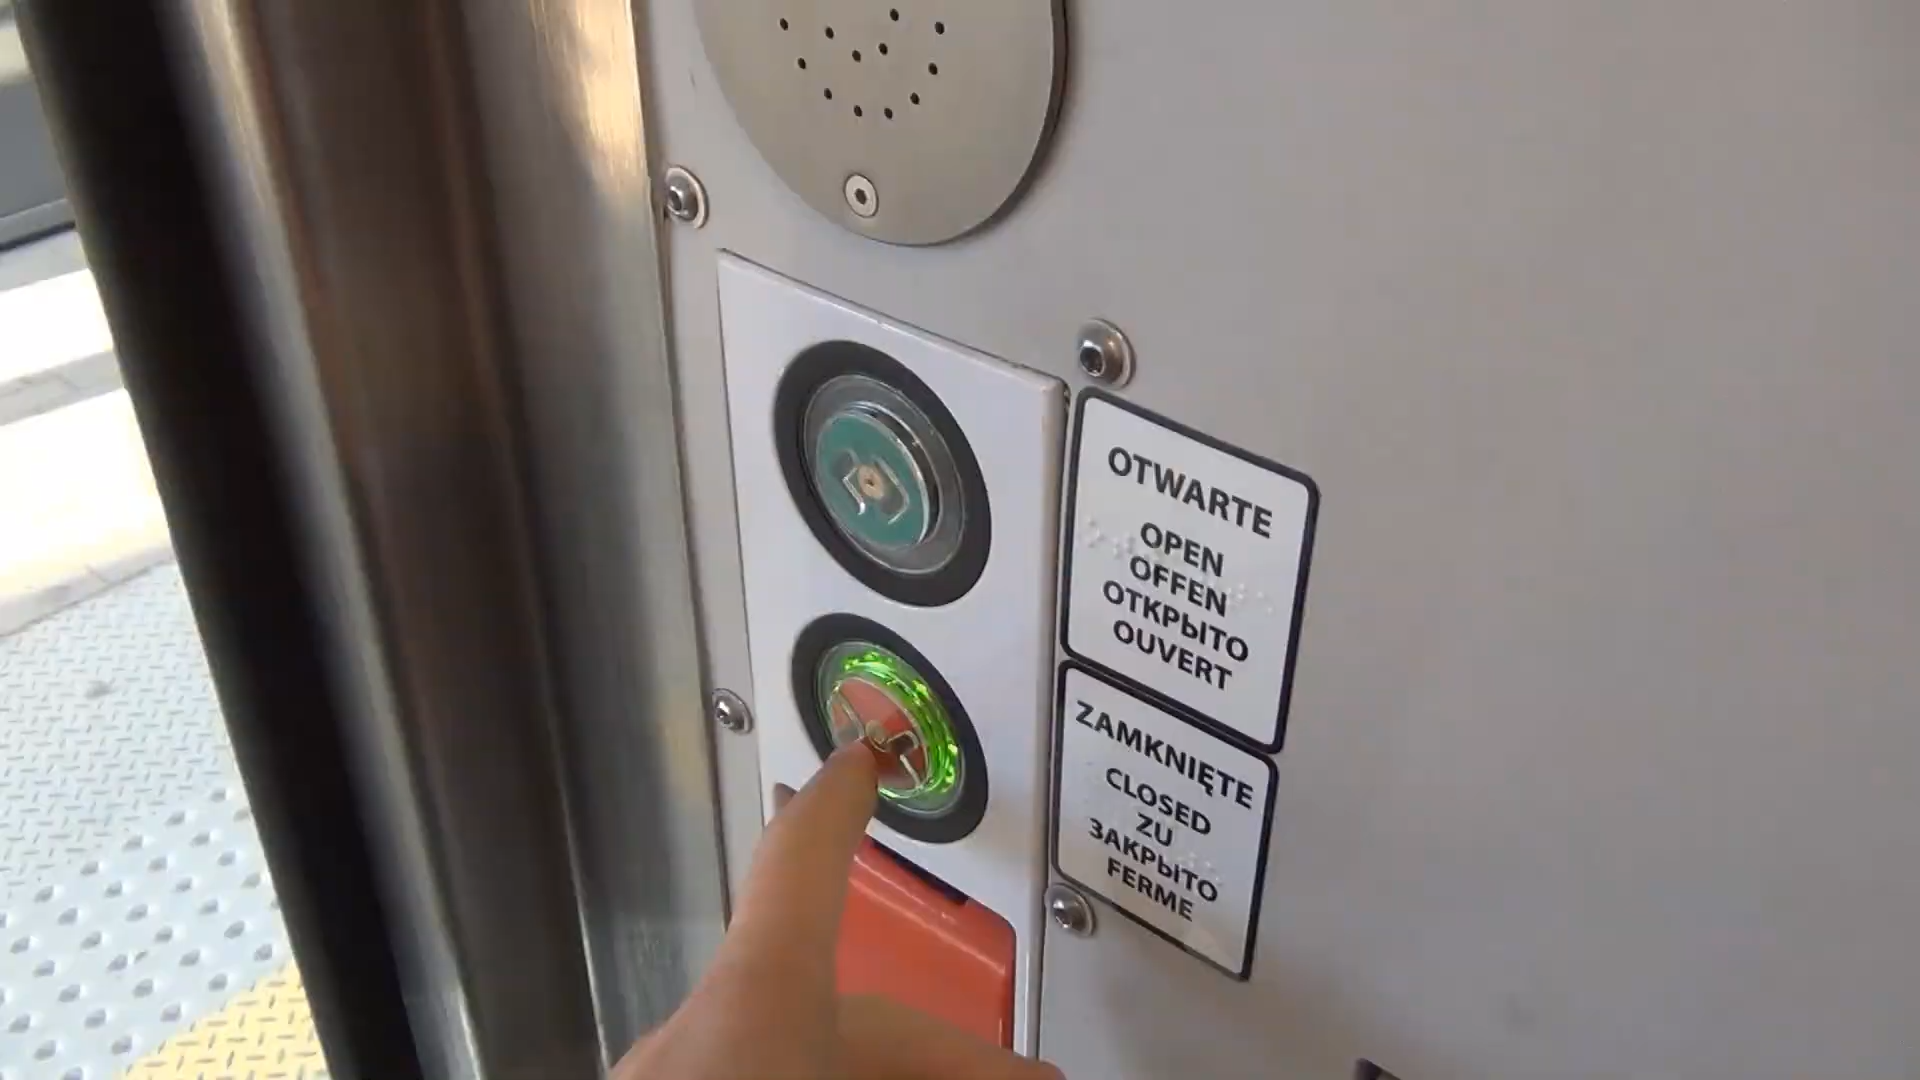 OTWARTE
OPEN
OFFEN
ОТКРЫТО
OUVERT
ZAMKNIĘTE
CLOSED
ZU
ЗАКРЫТО
FERME